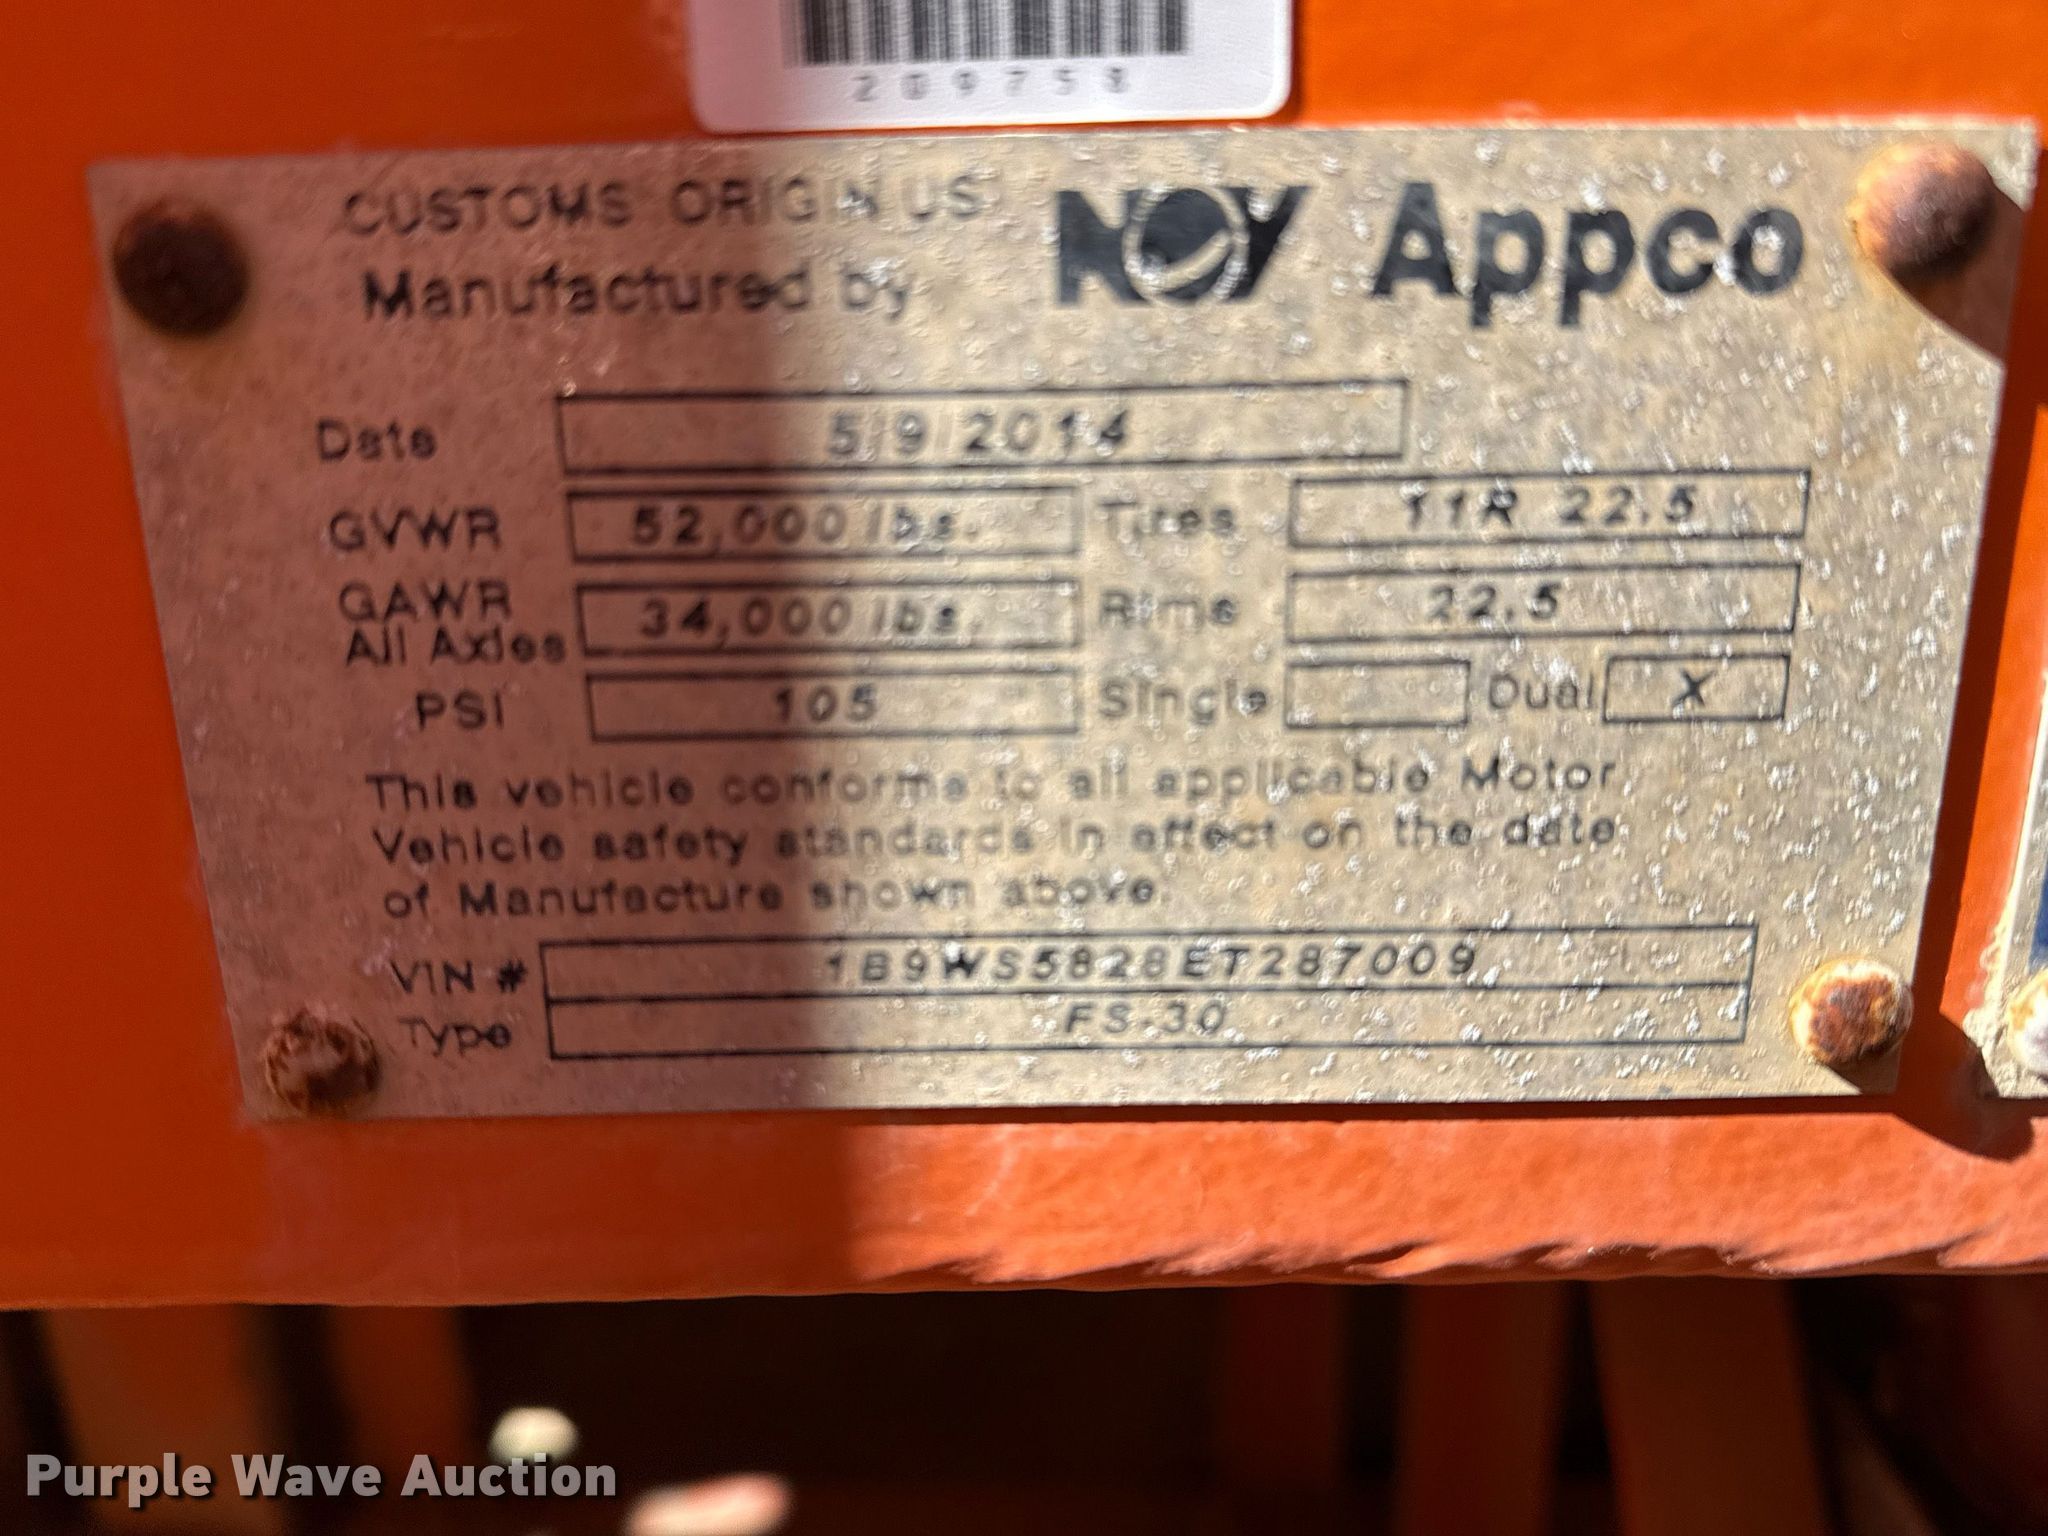 209758
CUSTOMS ORIGIN US
Manufactured by NOV Appco
Date 5/9/2014
GVWR 52,000 lbs. Tires 11R 22.5
GAWR All Axles 34,000 lbs. Rims 22.5
PSI 105 Single Dual X
This vehicle conforms to all applicable Motor
Vehicle safety standards in effect on the date
of Manufacture shown above.
VIN # 1B9WS5828ET287009
Type FS-30
Purple Wave Auction